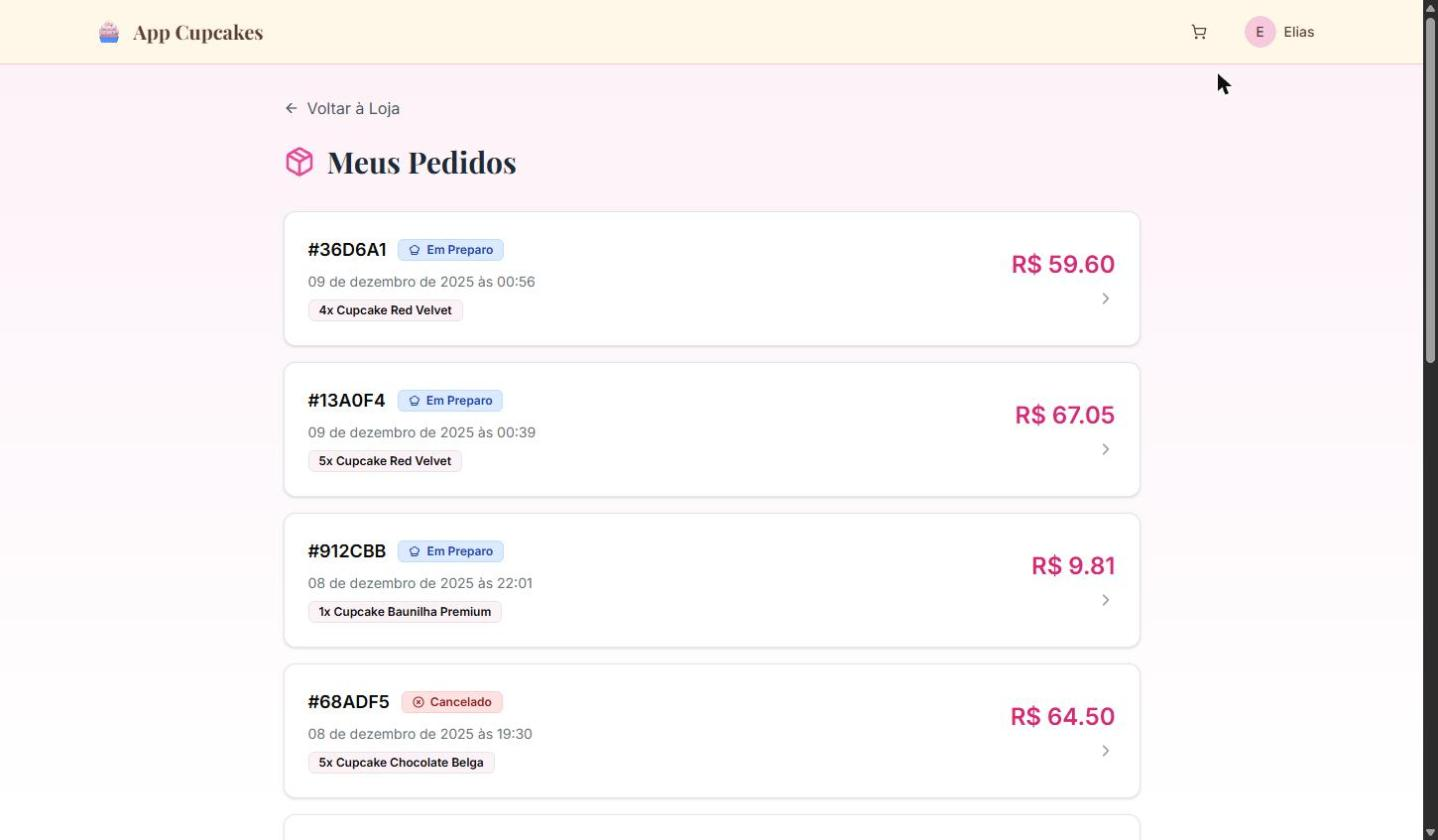 App Cupcakes
E Elias
Voltar à Loja
Meus Pedidos
#36D6A1 Em Preparo
R$ 59.60
09 de dezembro de 2025 às 00:56
4x Cupcake Red Velvet
#13A0F4 Em Preparo
R$ 67.05
09 de dezembro de 2025 às 00:39
5x Cupcake Red Velvet
#912CBB Em Preparo
R$ 9.81
08 de dezembro de 2025 às 22:01
1x Cupcake Baunilha Premium
#68ADF5 Cancelado
R$ 64.50
08 de dezembro de 2025 às 19:30
5x Cupcake Chocolate Belga